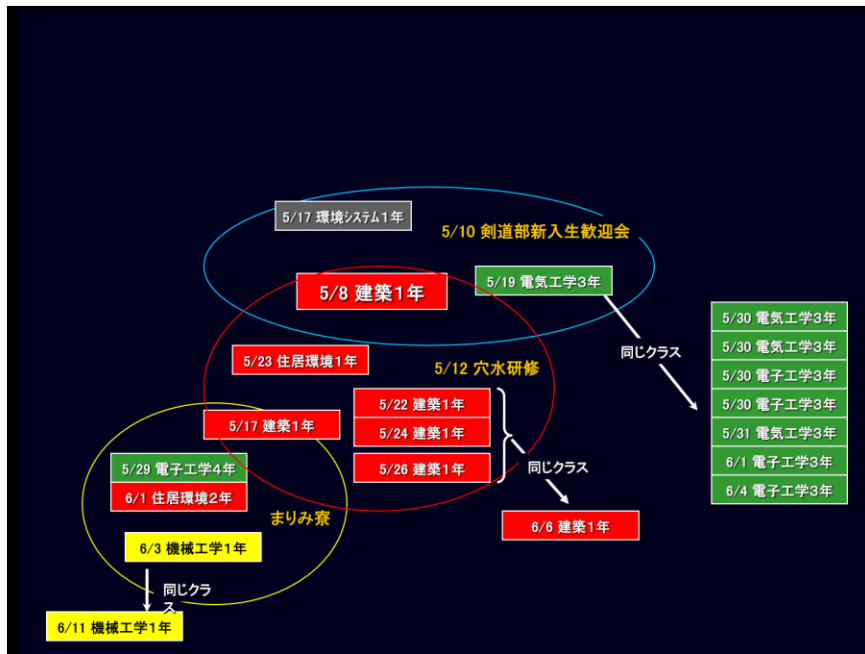 5/17 環境システム1年
5/10 剣道部新入生歓迎会
5/8 建築1年
5/19 電気工学3年
5/30 電気工学3年
5/30 電気工学3年
5/30 電子工学3年
5/30 電子工学3年
5/31 電気工学3年
6/1 電子工学3年
6/4 電子工学3年
同じクラス
5/23 住居環境1年
5/12 穴水研修
5/22 建築1年
5/24 建築1年
5/26 建築1年
5/17 建築1年
同じクラス
6/6 建築1年
5/29 電子工学4年
6/1 住居環境2年
まりみ寮
6/3 機械工学1年
同じクラ
ス
6/11 機械工学1年